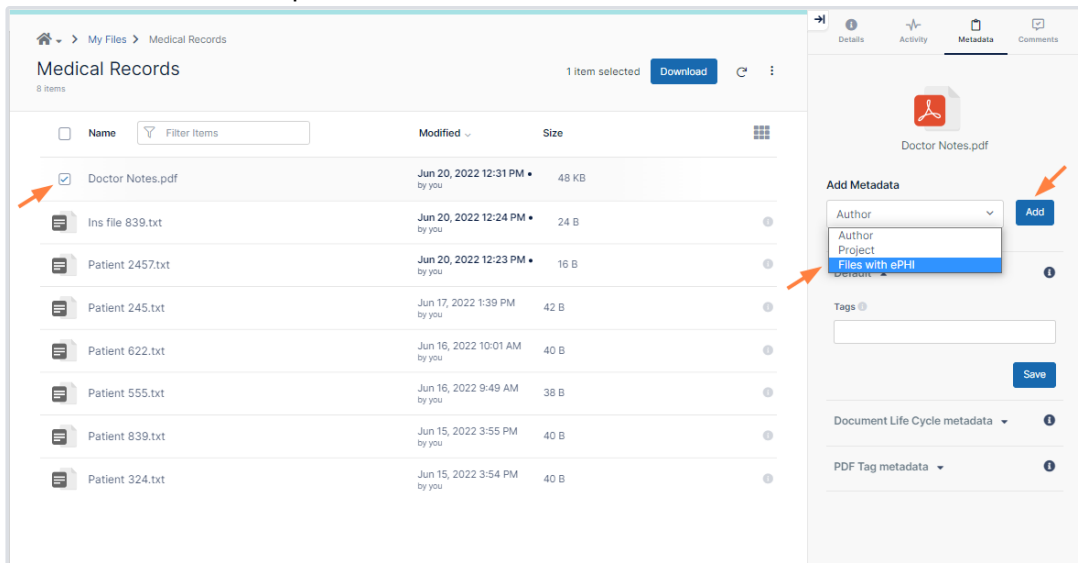 My Files > Medical Records
Medical Records
8 items
1 item selected
Download
Name
Filter Items
Modified
Size
Doctor Notes.pdf
Jun 20, 2022 12:31 PM •
by you
48 KB
Ins file 839.txt
Jun 20, 2022 12:24 PM •
by you
24 B
Patient 2457.txt
Jun 20, 2022 12:23 PM •
by you
16 B
Patient 245.txt
Jun 17, 2022 1:39 PM
by you
42 B
Patient 622.txt
Jun 16, 2022 10:01 AM
by you
40 B
Patient 555.txt
Jun 16, 2022 9:49 AM
by you
38 B
Patient 839.txt
Jun 15, 2022 3:55 PM
by you
40 B
Patient 324.txt
Jun 15, 2022 3:54 PM
by you
40 B
Details
Activity
Metadata
Comments
Doctor Notes.pdf
Add Metadata
Author
Add
Author
Project
Files with ePHI
Default
Tags
Save
Document Life Cycle metadata
PDF Tag metadata